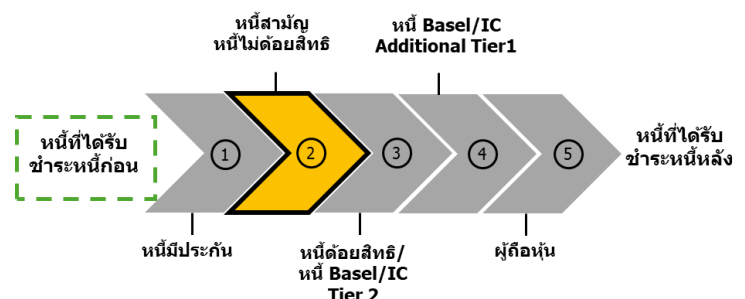 หนี้สามัญ
หนี้ไม่ด้อยสิทธิ
หนี้ Basel/IC
Additional Tier1
หนี้ที่ได้รับ
ชำระหนี้ก่อน
1
2
3
4
5
หนี้ที่ได้รับ
ชำระหนี้หลัง
หนี้มีประกัน
หนี้ด้อยสิทธิ/
หนี้ Basel/IC
Tier 2
ผู้ถือหุ้น